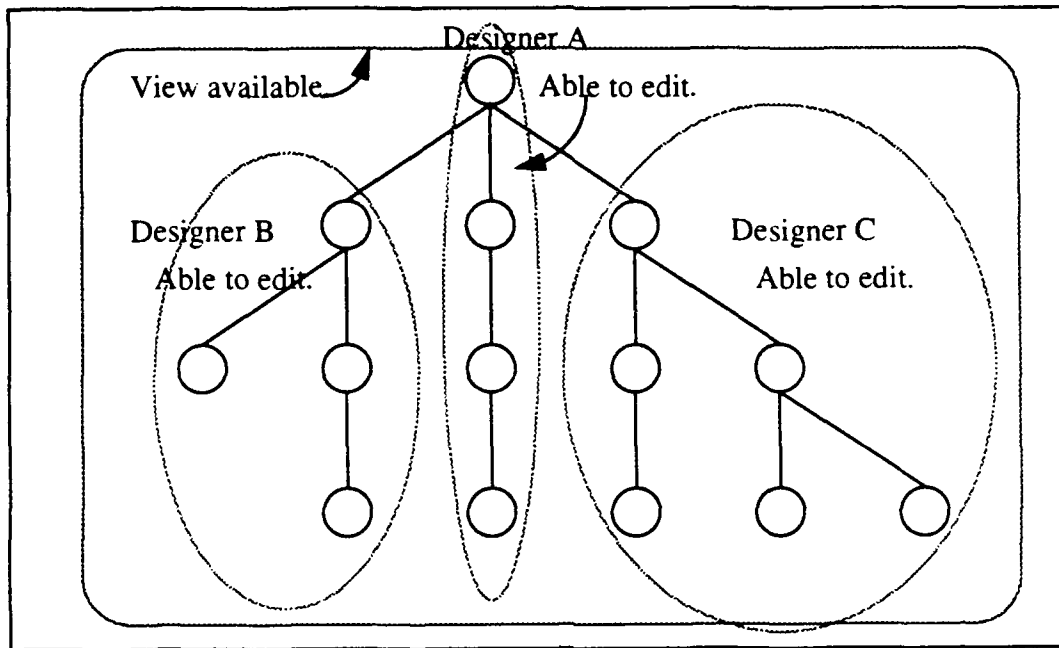 Designer A
View available
Able to edit.
Designer B
Able to edit.
Designer C
Able to edit.